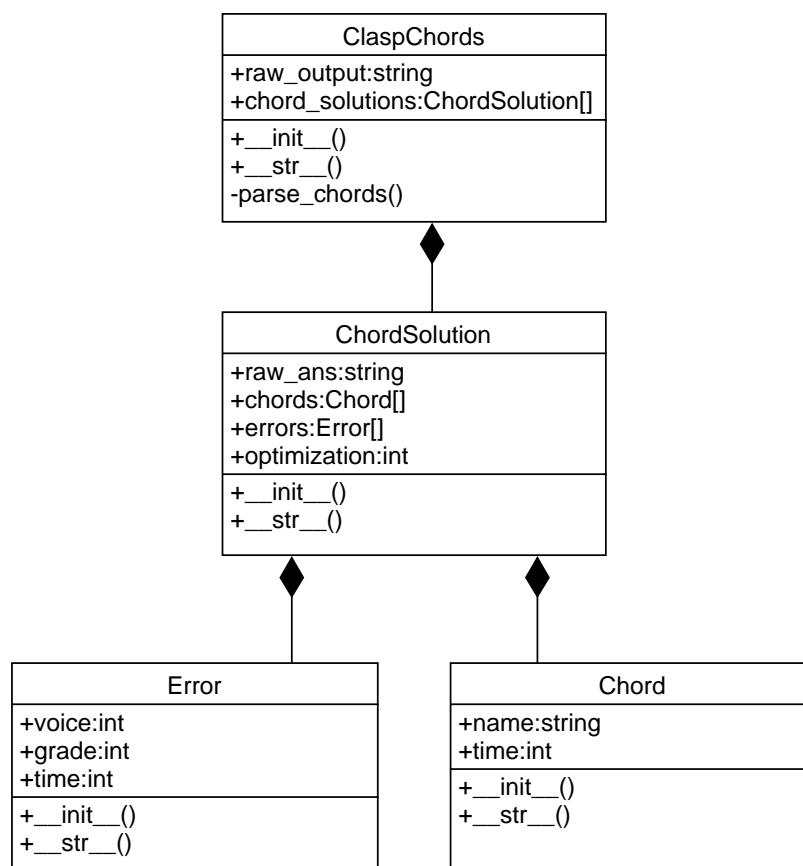 ClaspChords
+raw_output:string
+chord_solutions:ChordSolution[]
+__init__()
+__str__()
-parse_chords()
ChordSolution
+raw_ans:string
+chords:Chord[]
+errors:Error[]
+optimization:int
+__init__()
+__str__()
Error
+voice:int
+grade:int
+time:int
+__init__()
+__str__()
Chord
+name:string
+time:int
+__init__()
+__str__()